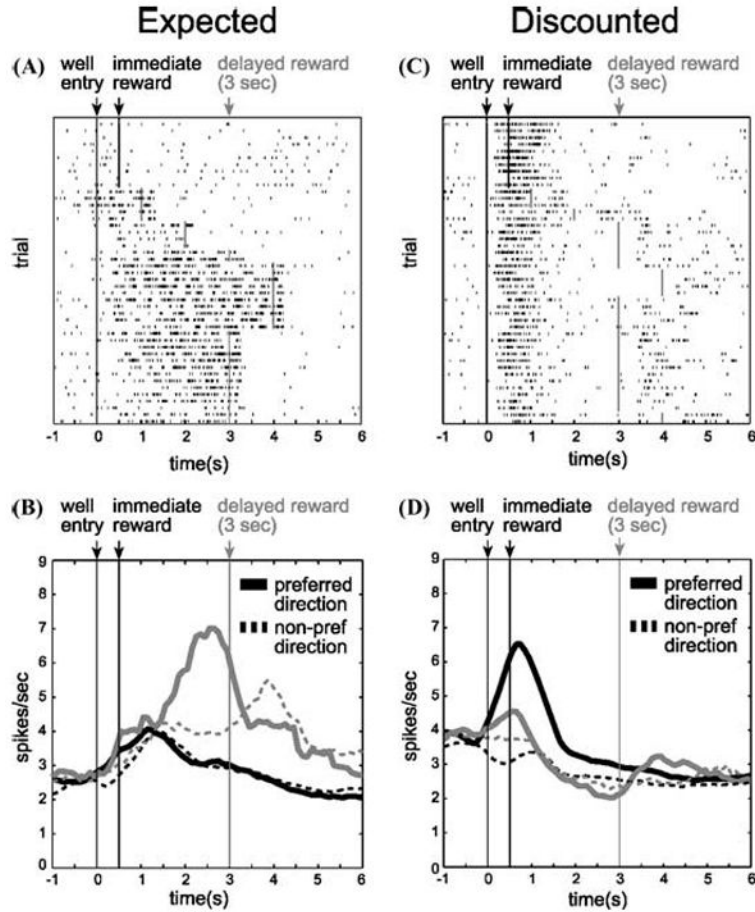 Expected
Discounted
(A)
well entry
immediate reward
delayed reward (3 sec)
trial
-1 0 1 2 3 4 5 6
time(s)
(C)
well entry
immediate reward
delayed reward (3 sec)
trial
-1 0 1 2 3 4 5 6
time(s)
(B)
well entry
immediate reward
delayed reward (3 sec)
9
8
7
6
5
4
3
2
1
0
spikes/sec
preferred direction
non-pref direction
-1 0 1 2 3 4 5 6
time(s)
(D)
well entry
immediate reward
delayed reward (3 sec)
9
8
7
6
5
4
3
2
1
0
spikes/sec
preferred direction
non-pref direction
-1 0 1 2 3 4 5 6
time(s)